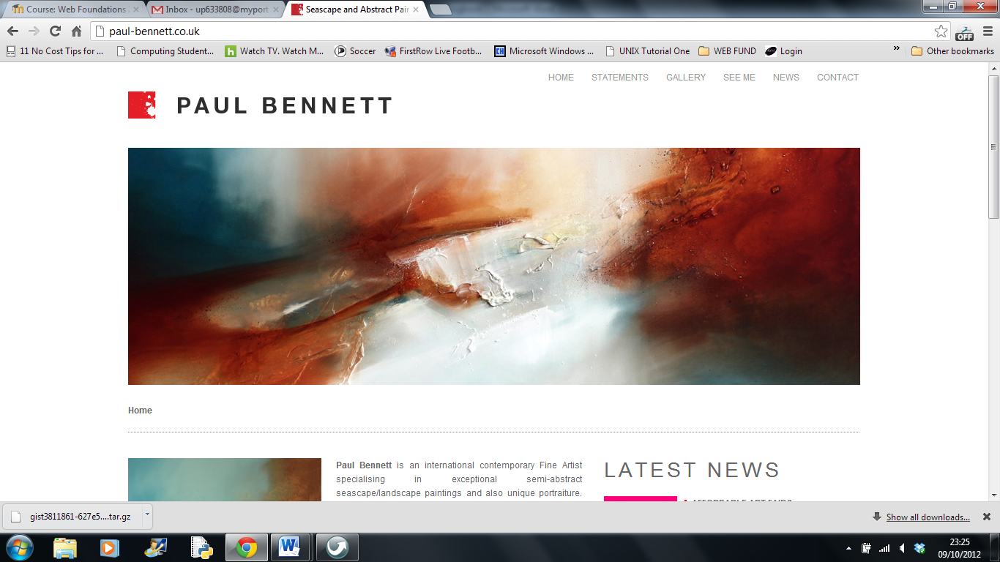 Course: Web Foundations
Inbox - up633808@myport
Seascape and Abstract Pain
paul-bennett.co.uk
OFF
11 No Cost Tips for ...
Computing Student...
Watch TV. Watch M...
Soccer
FirstRow Live Footb...
Microsoft Windows ...
UNIX Tutorial One
WEB FUND
Login
»
Other bookmarks
HOME STATEMENTS GALLERY SEE ME NEWS CONTACT
PAUL BENNETT
Home
Paul Bennett is an international contemporary Fine Artist
specialising in exceptional semi-abstract
seascape/landscape paintings and also unique portraiture.
LATEST NEWS
AFFORDABLE ART FAIRS
gist3811861-627e5....tar.gz
Show all downloads...
23:25
09/10/2012